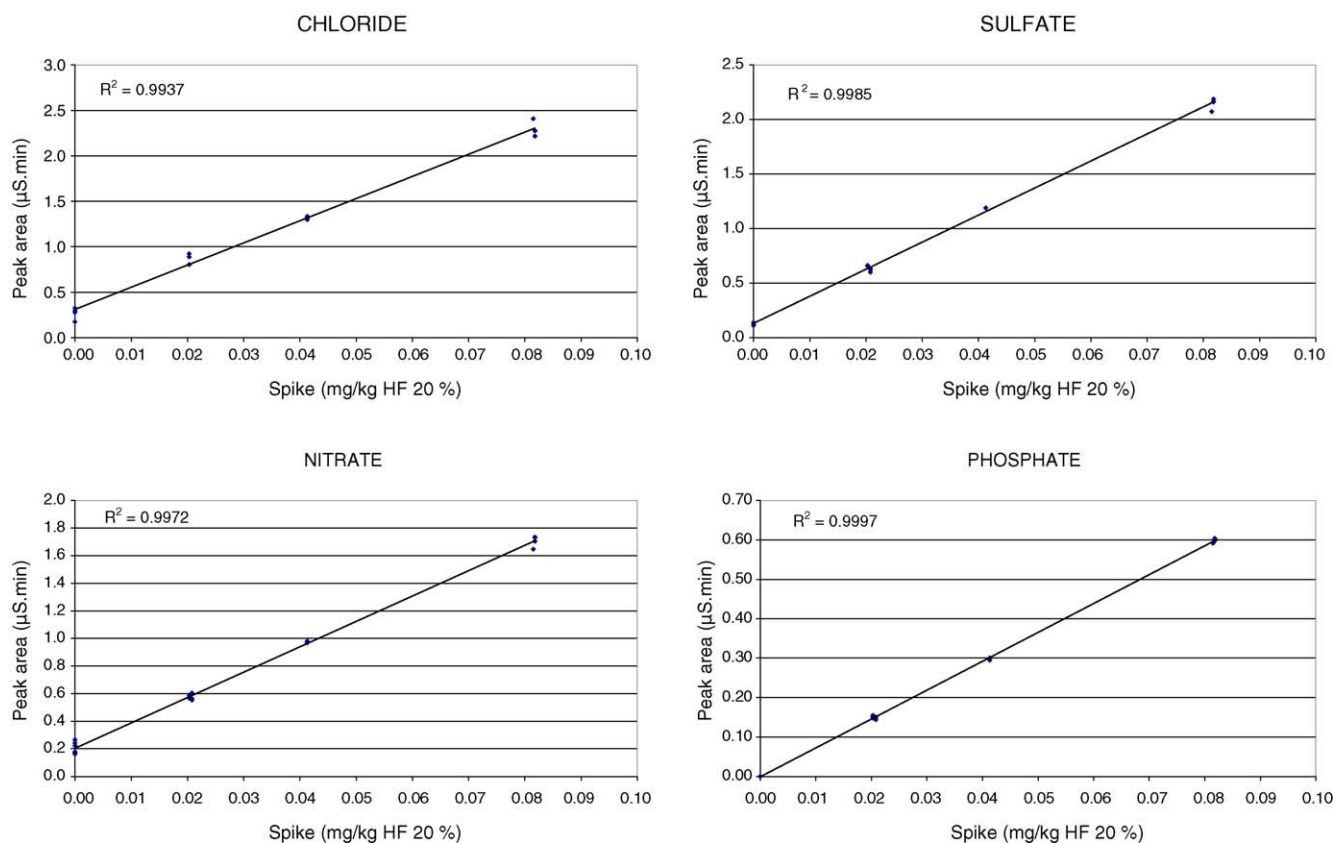 CHLORIDE
R2 = 0.9937
Peak area (µS.min)
3.0
2.5
2.0
1.5
1.0
0.5
0.0
0.00 0.01 0.02 0.03 0.04 0.05 0.06 0.07 0.08 0.09 0.10
Spike (mg/kg HF 20 %)
SULFATE
R2 = 0.9985
Peak area (µS.min)
2.5
2.0
1.5
1.0
0.5
0.0
0.00 0.01 0.02 0.03 0.04 0.05 0.06 0.07 0.08 0.09 0.10
Spike (mg/kg HF 20 %)
NITRATE
R2 = 0.9972
Peak area (µS.min)
2.0
1.8
1.6
1.4
1.2
1.0
0.8
0.6
0.4
0.2
0.0
0.00 0.01 0.02 0.03 0.04 0.05 0.06 0.07 0.08 0.09 0.10
Spike (mg/kg HF 20 %)
PHOSPHATE
R2 = 0.9997
Peak area (µS.min)
0.70
0.60
0.50
0.40
0.30
0.20
0.10
0.00
0.00 0.01 0.02 0.03 0.04 0.05 0.06 0.07 0.08 0.09 0.10
Spike (mg/kg HF 20 %)